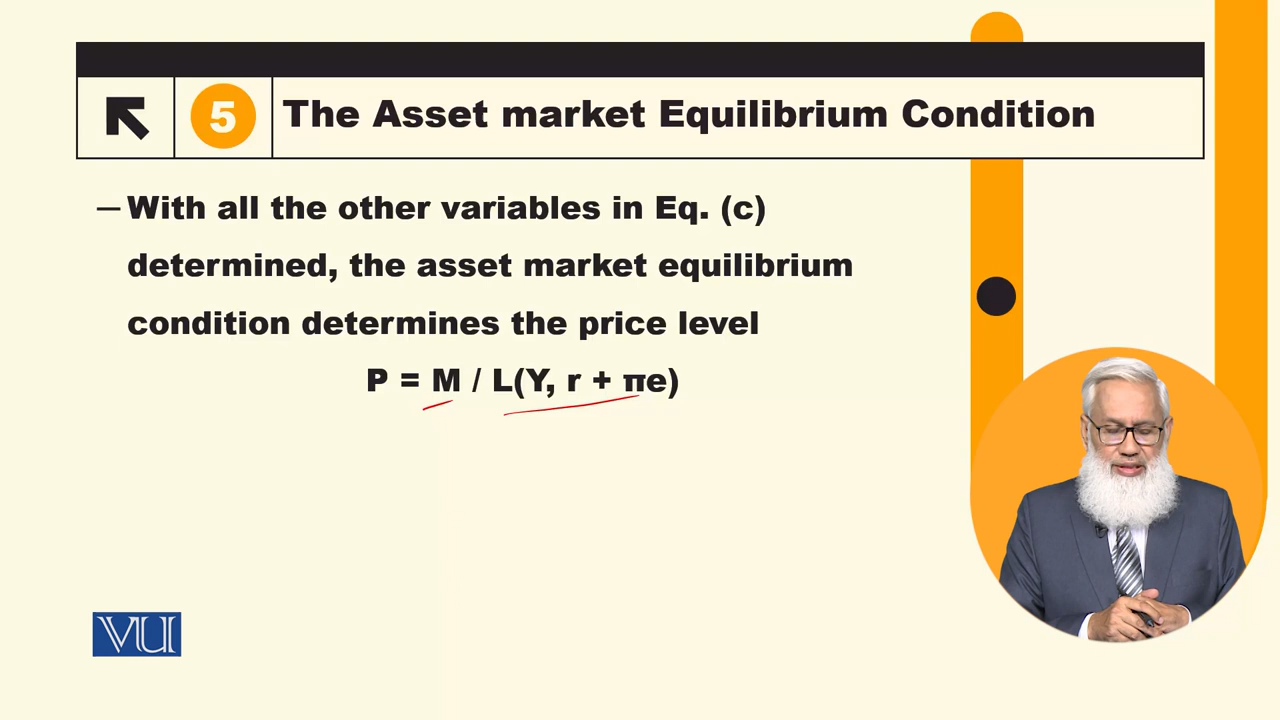 5 The Asset market Equilibrium Condition
– With all the other variables in Eq. (c)
determined, the asset market equilibrium
condition determines the price level
P = M / L(Y, r + πe)
VU